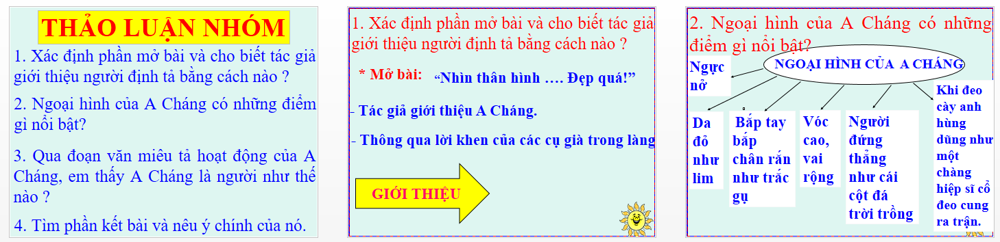 THẢO LUẬN NHÓM
1. Xác định phần mở bài và cho biết tác giả
giới thiệu người định tả bằng cách nào ?
2. Ngoại hình của A Cháng có những điểm
gì nổi bật?
3. Qua đoạn văn miêu tả hoạt động của A
Cháng, em thấy A Cháng là người như thế
nào ?
4. Tìm phần kết bài và nêu ý chính của nó.
1. Xác định phần mở bài và cho biết tác giả
giới thiệu người định tả bằng cách nào ?
* Mở bài: “Nhìn thân hình …. Đẹp quá!”
- Tác giả giới thiệu A Cháng.
- Thông qua lời khen của các cụ già trong làng
GIỚI THIỆU
2. Ngoại hình của A Cháng có những
điểm gì nổi bật?
NGOẠI HÌNH CỦA A CHÁNG
Ngực
nở
Da
đỏ
như
lim
Bắp tay
bắp
chân rắn
như trắc
gụ
Vóc
cao,
vai
rộng
Người
đứng
thẳng
như cái
cột đá
trời trồng
Khi đeo
cày anh
hùng
dũng như
một
chàng
hiệp sĩ cổ
đeo cung
ra trận.